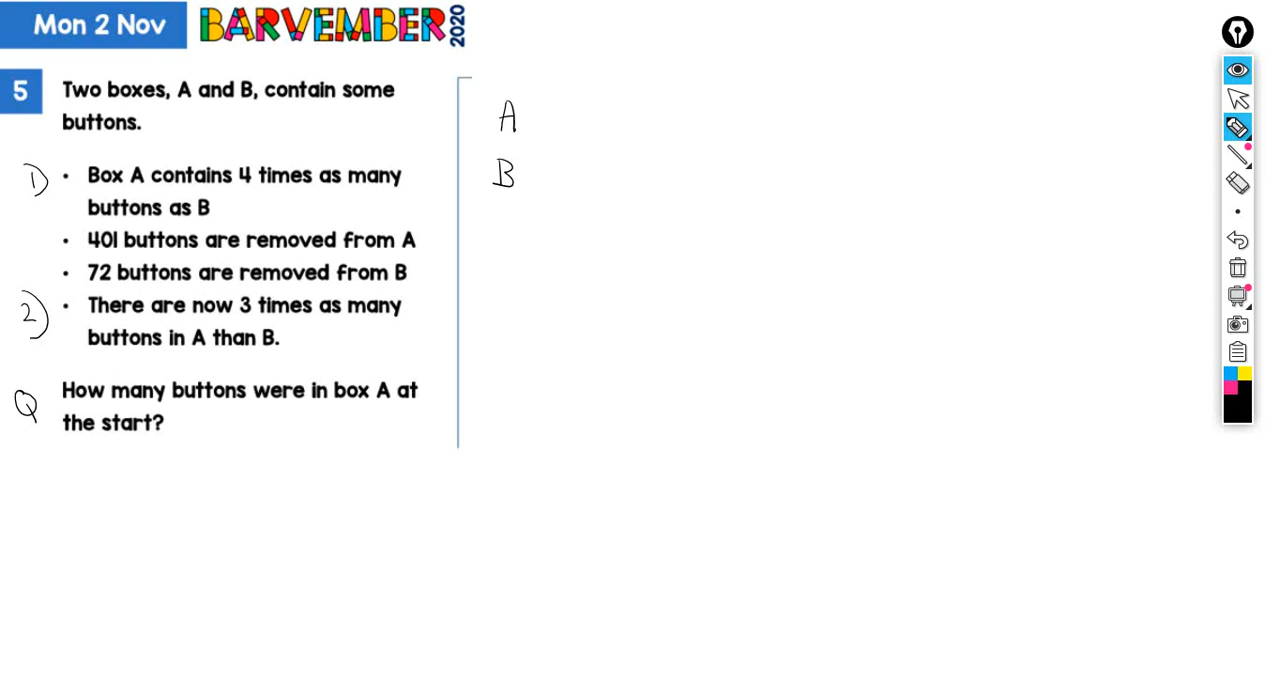 Mon 2 Nov
BARVEMBER 2020
5 Two boxes, A and B, contain some
buttons.
1) • Box A contains 4 times as many
buttons as B
• 401 buttons are removed from A
• 72 buttons are removed from B
2) • There are now 3 times as many
buttons in A than B.
Q How many buttons were in box A at
the start?
A
B